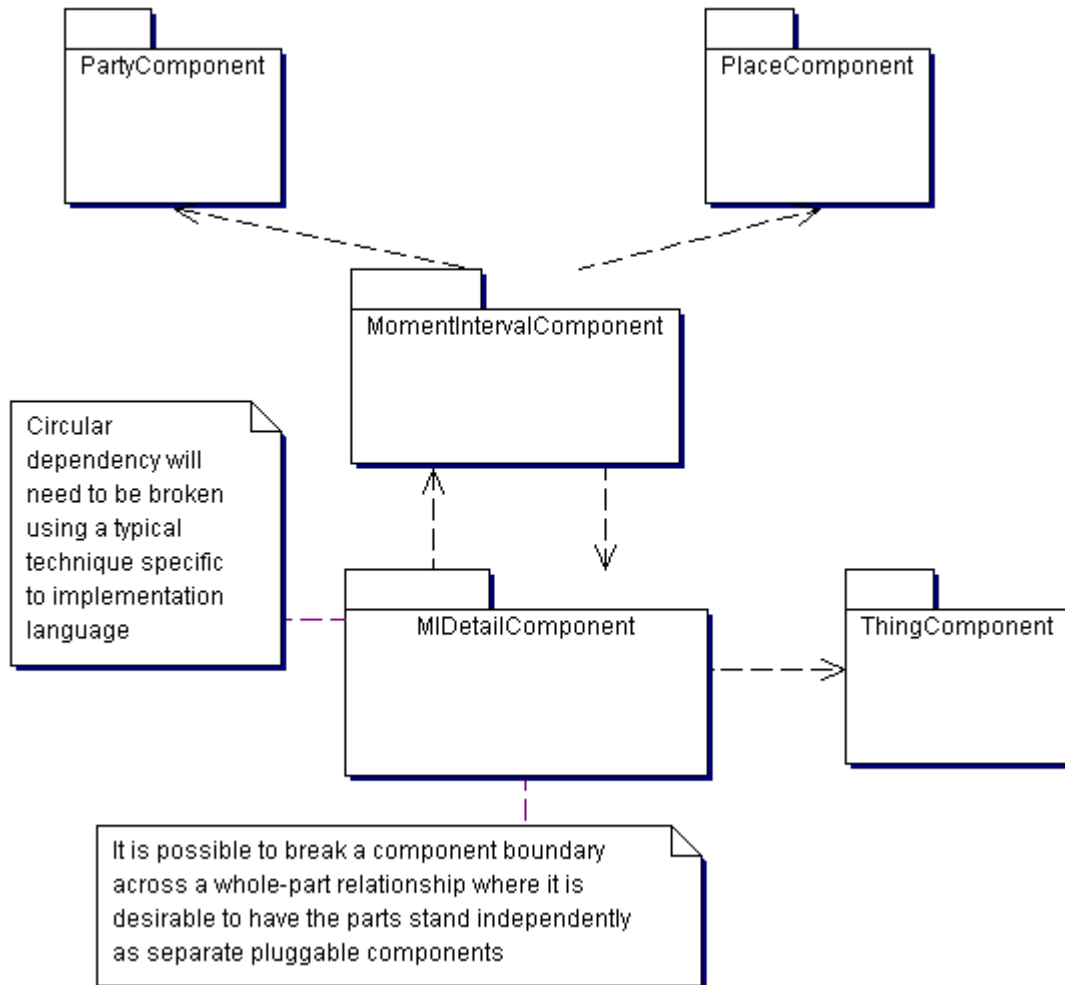 PartyComponent
PlaceComponent
MomentIntervalComponent
Circular
dependency will
need to be broken
using a typical
technique specific
to implementation
language
MIDetailComponent
ThingComponent
It is possible to break a component boundary
across a whole-part relationship where it is
desirable to have the parts stand independently
as separate pluggable components